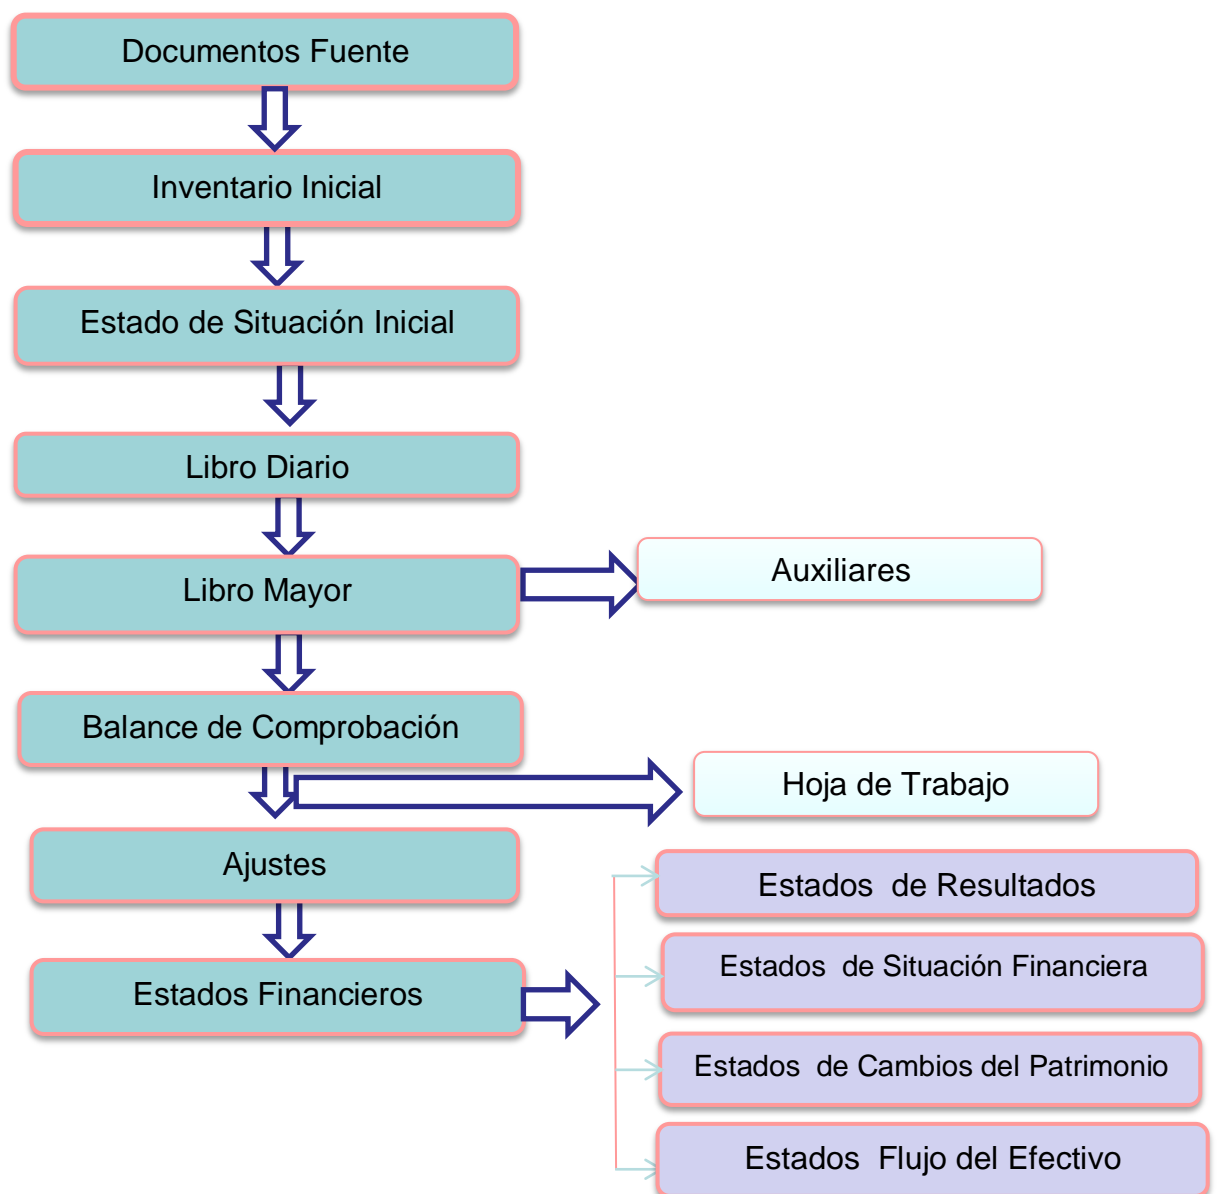 Documentos Fuente
Inventario Inicial
Estado de Situación Inicial
Libro Diario
Libro Mayor
Auxiliares
Balance de Comprobación
Hoja de Trabajo
Ajustes
Estados de Resultados
Estados de Situación Financiera
Estados Financieros
Estados de Cambios del Patrimonio
Estados Flujo del Efectivo